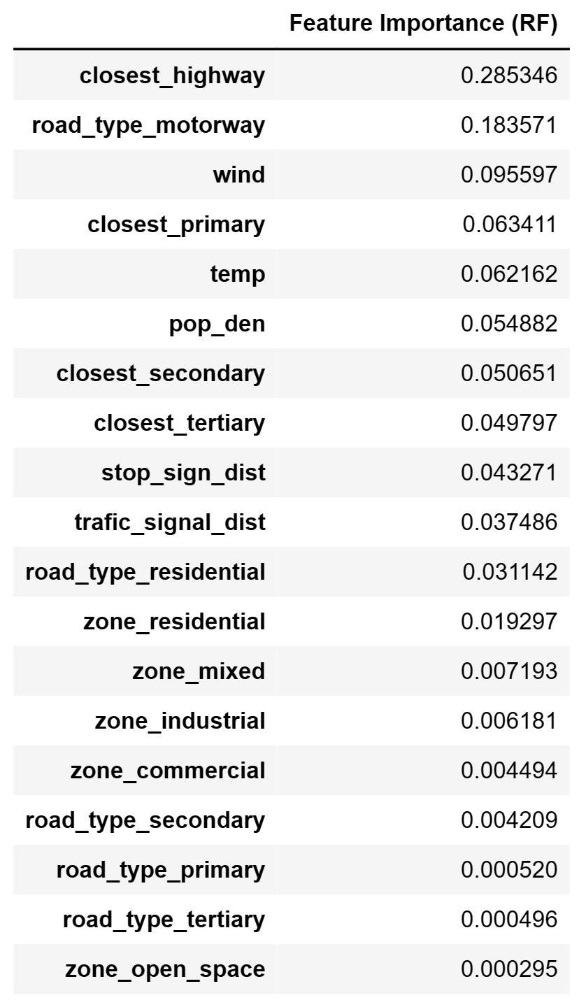 Feature Importance (RF)
closest_highway 0.285346
road_type_motorway 0.183571
wind 0.095597
closest_primary 0.063411
temp 0.062162
pop_den 0.054882
closest_secondary 0.050651
closest_tertiary 0.049797
stop_sign_dist 0.043271
trafic_signal_dist 0.037486
road_type_residential 0.031142
zone_residential 0.019297
zone_mixed 0.007193
zone_industrial 0.006181
zone_commercial 0.004494
road_type_secondary 0.004209
road_type_primary 0.000520
road_type_tertiary 0.000496
zone_open_space 0.000295